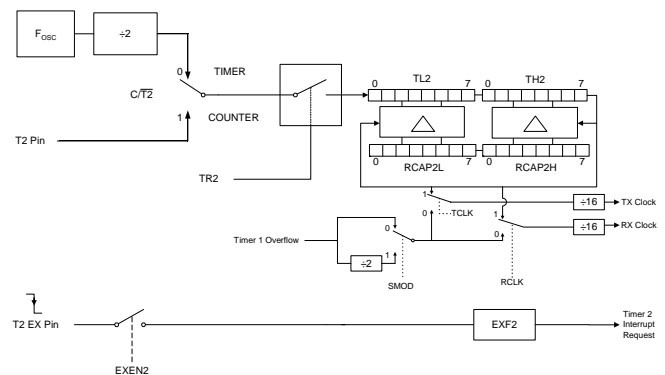 FOSC
÷2
0
TIMER
C/T2
1
COUNTER
T2 Pin
TR2
0
TL2
7
0
TH2
7
0
RCAP2L
7
0
RCAP2H
7
1
TCLK
0
÷16
TX Clock
1
0
÷16
RX Clock
Timer 1 Overflow
0
÷2
1
SMOD
RCLK
T2 EX Pin
EXEN2
EXF2
Timer 2
Interrupt
Request